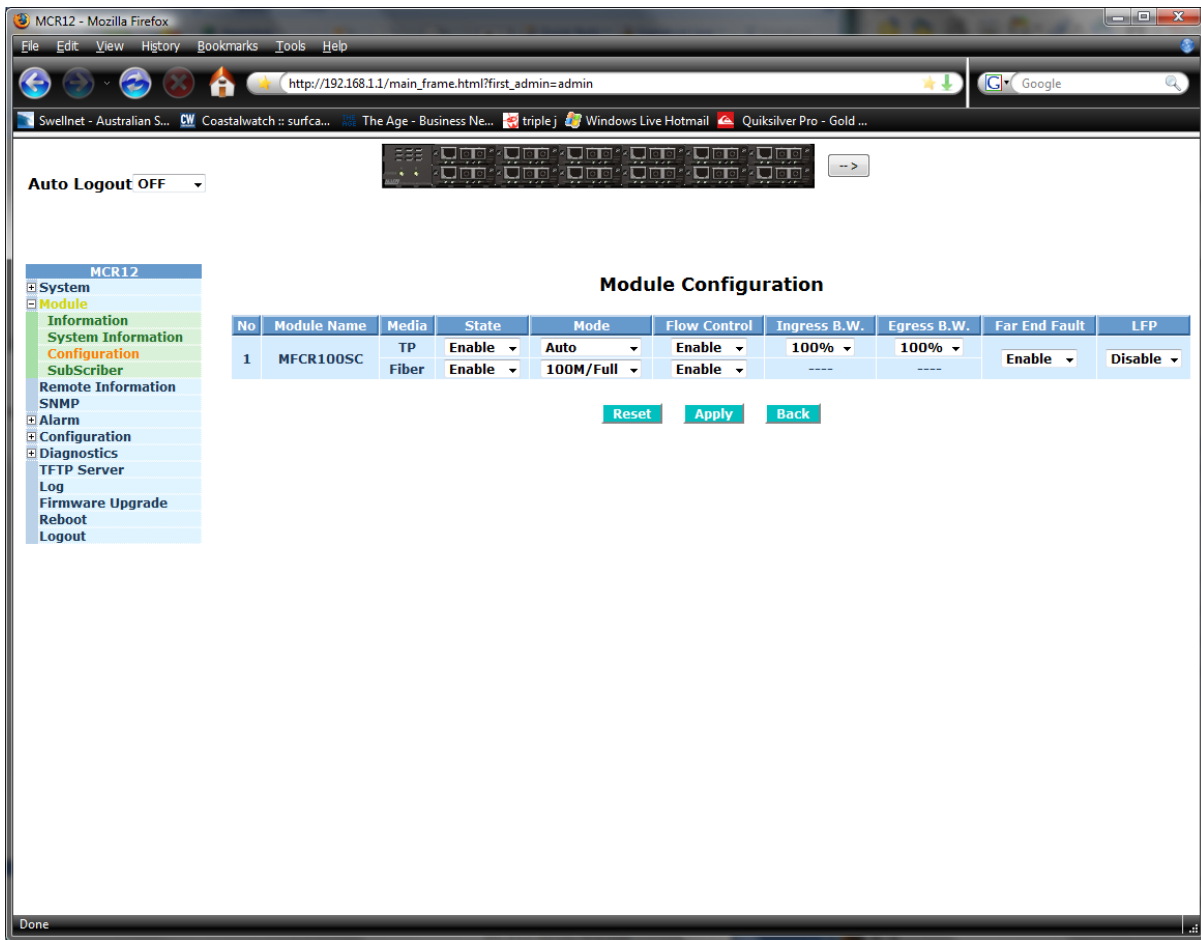 MCR12 - Mozilla Firefox
File Edit View History Bookmarks Tools Help
http://192.168.1.1/main_frame.html?first_admin=admin
G Google
Swellnet - Australian S... CW Coastalwatch :: surfca... The Age - Business Ne... triple j Windows Live Hotmail Quiksilver Pro - Gold ...
-->
Auto Logout OFF
MCR12
System
Module
Information
System Information
Configuration
SubScriber
Remote Information
SNMP
Alarm
Configuration
Diagnostics
TFTP Server
Log
Firmware Upgrade
Reboot
Logout
Module Configuration
No Module Name Media State Mode Flow Control Ingress B.W. Egress B.W. Far End Fault LFP
1 MFCR100SC TP Enable Auto Enable 100% 100% Enable Disable
Fiber Enable 100M/Full Enable ---- ----
Reset Apply Back
Done